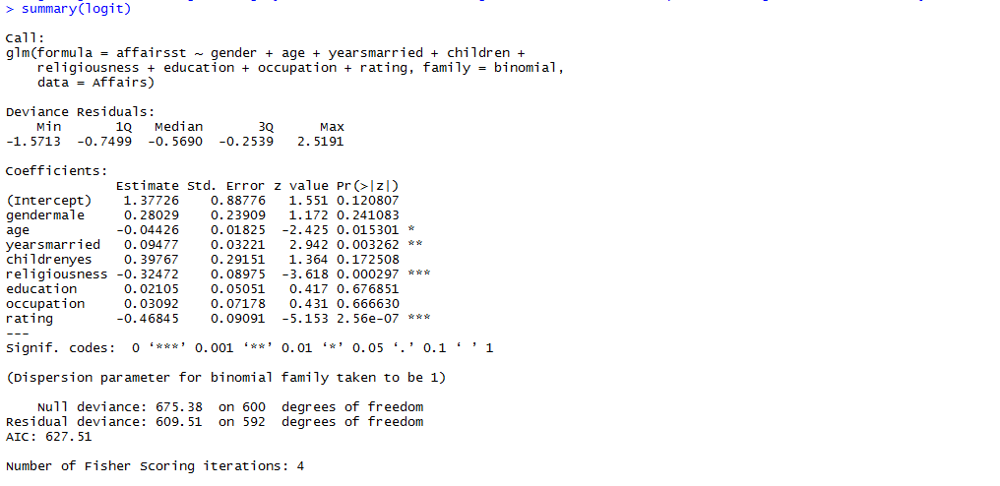 > summary(logit)
Call:
glm(formula = affairsst ~ gender + age + yearsmarried + children +
    religiousness + education + occupation + rating, family = binomial,
    data = Affairs)
Deviance Residuals:
    Min       1Q   Median       3Q      Max
-1.5713  -0.7499  -0.5690  -0.2539   2.5191
Coefficients:
              Estimate Std. Error z value Pr(>|z|)
(Intercept)    1.37726    0.88776   1.551 0.120807
gendermale     0.28029    0.23909   1.172 0.241083
age           -0.04426    0.01825  -2.425 0.015301 *
yearsmarried   0.09477    0.03221   2.942 0.003262 **
childrenyes    0.39767    0.29151   1.364 0.172508
religiousness -0.32472    0.08975  -3.618 0.000297 ***
education      0.02105    0.05051   0.417 0.676851
occupation     0.03092    0.07178   0.431 0.666630
rating        -0.46845    0.09091  -5.153 2.56e-07 ***
---
Signif. codes:  0 ‘***’ 0.001 ‘**’ 0.01 ‘*’ 0.05 ‘.’ 0.1 ‘ ’ 1
(Dispersion parameter for binomial family taken to be 1)
    Null deviance: 675.38  on 600  degrees of freedom
Residual deviance: 609.51  on 592  degrees of freedom
AIC: 627.51
Number of Fisher Scoring iterations: 4